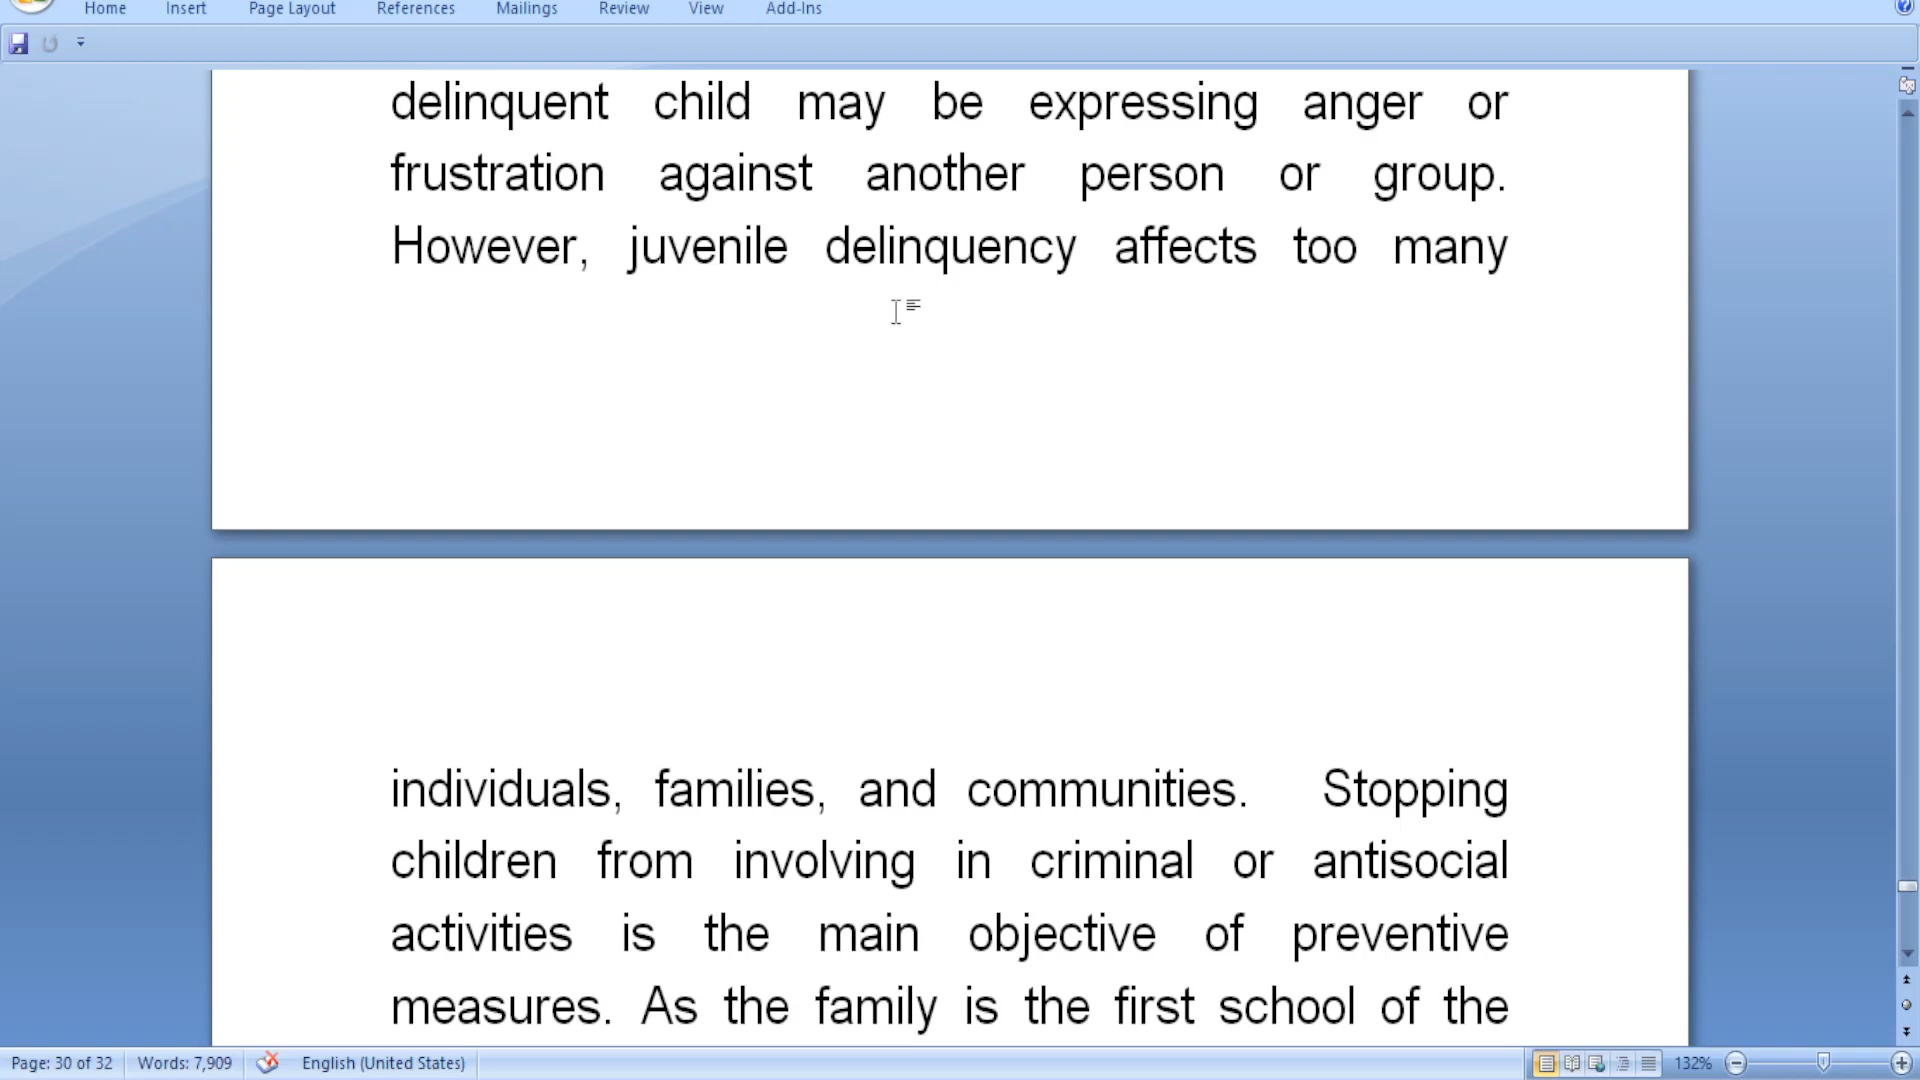 Home Insert Page Layout References Mailings Review View Add-Ins
delinquent child may be expressing anger or
frustration against another person or group.
However, juvenile delinquency affects too many
individuals, families, and communities. Stopping
children from involving in criminal or antisocial
activities is the main objective of preventive
measures. As the family is the first school of the
Page: 30 of 32 Words: 7,909 English (United States) 132%